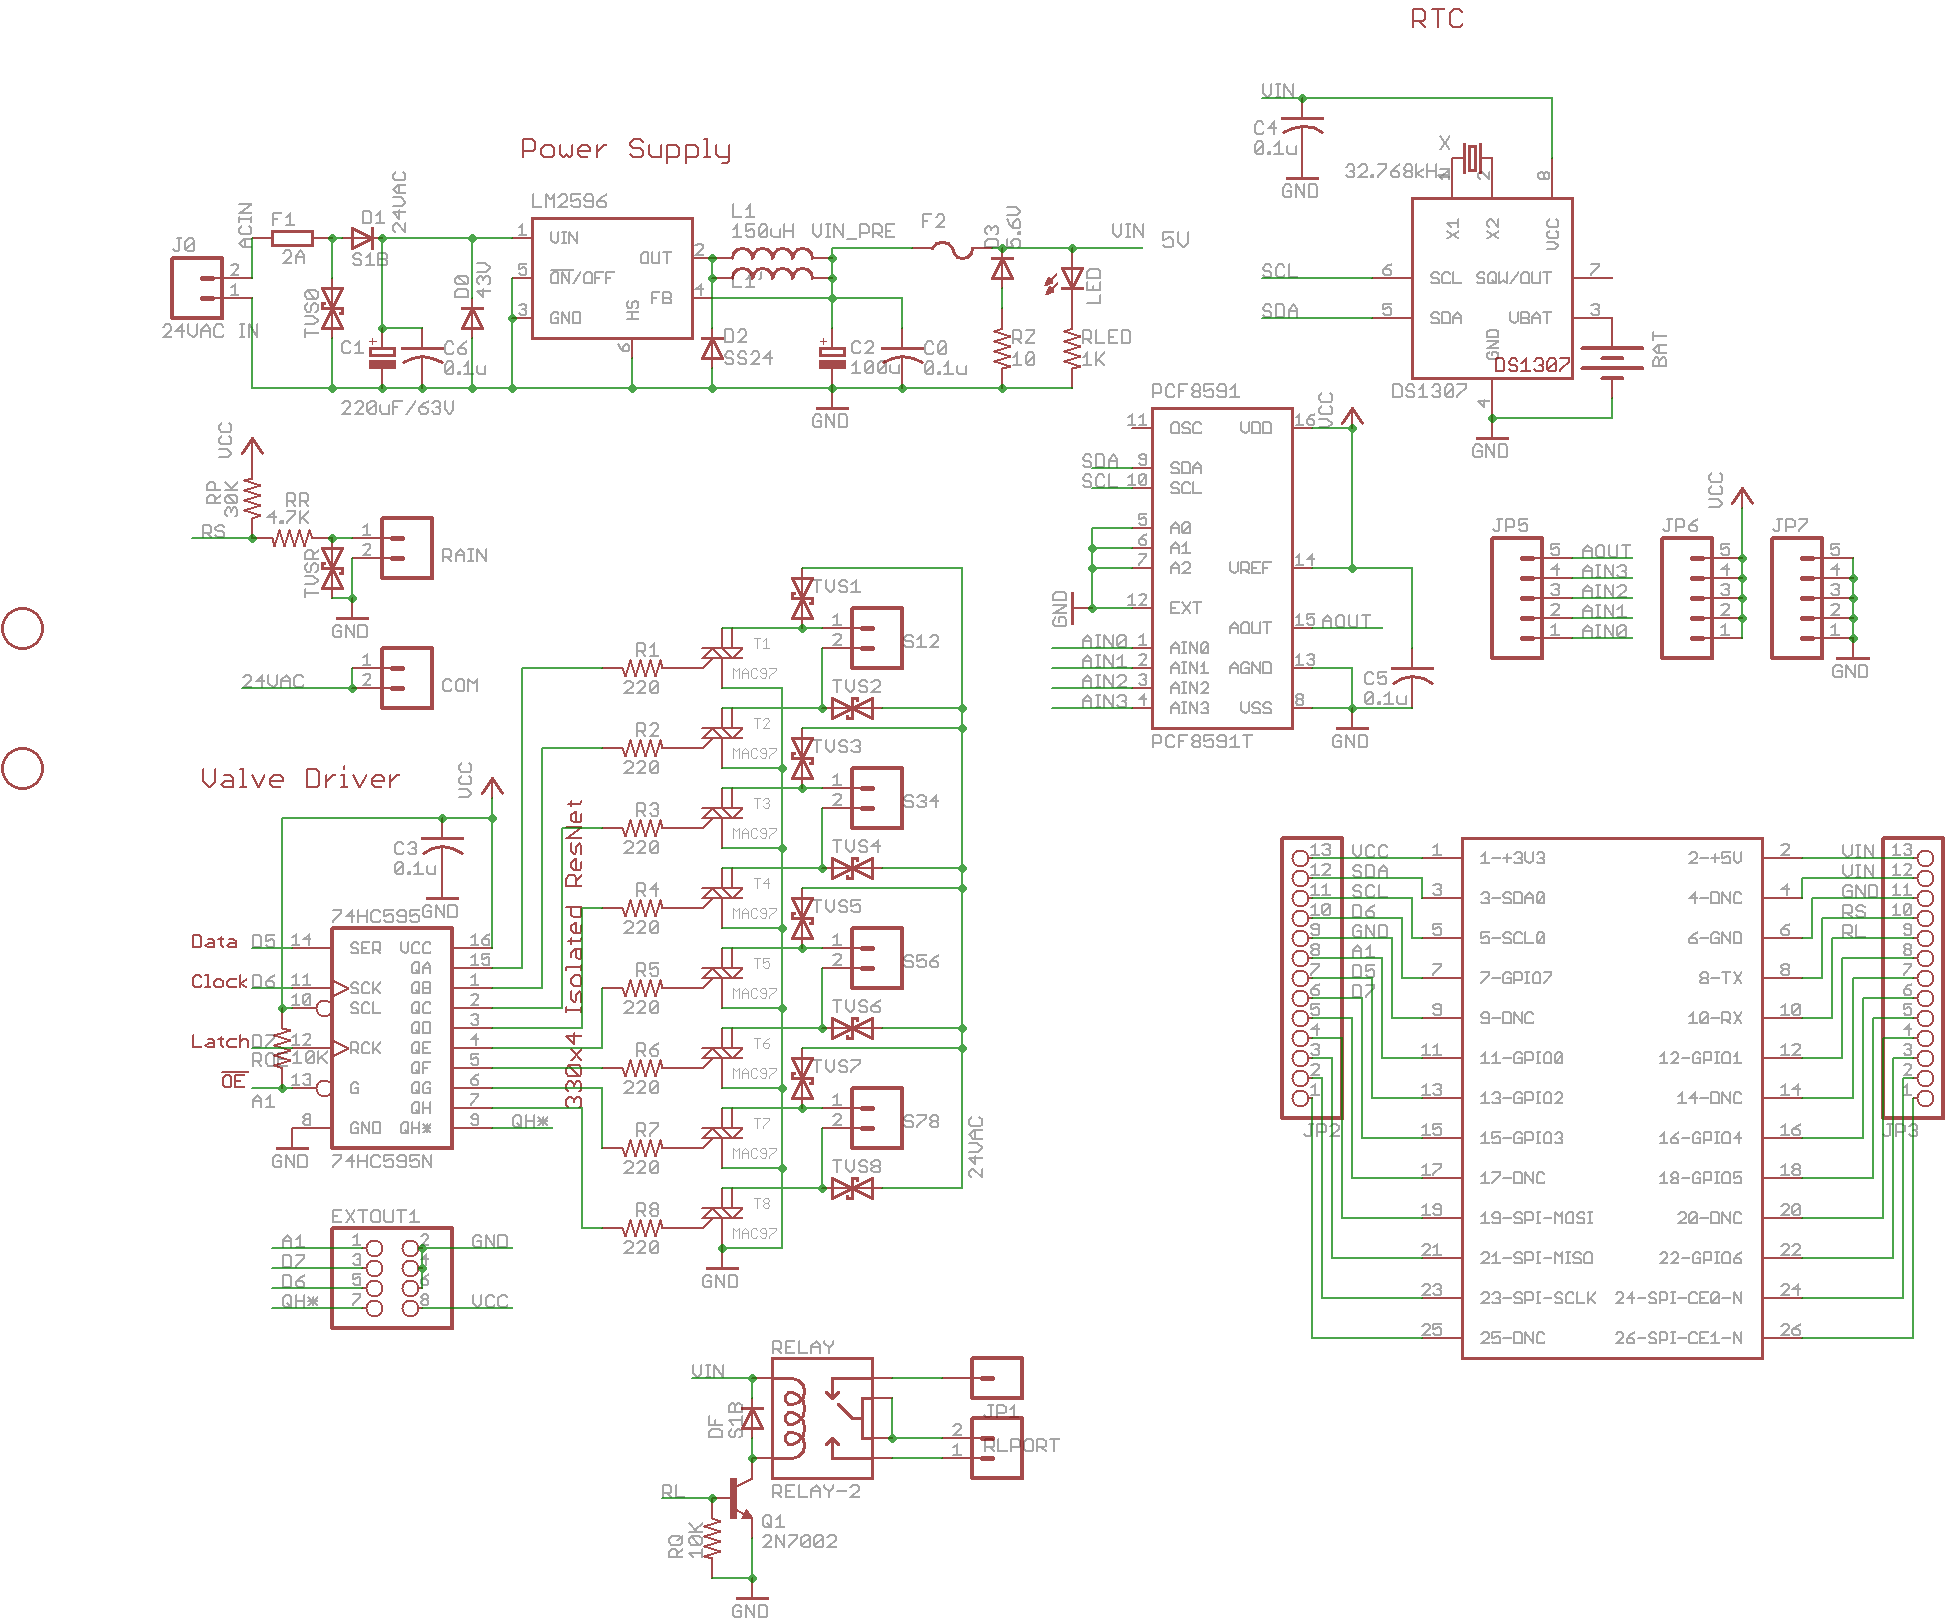 RTC
Power Supply
J0
2
1
24VAC IN
ACIN
F1
2A
D1
S1B
24VAC
TVS0
C1
+
220uF/63V
C6
0.1u
D0
43V
LM2596
1
VIN
5
ON/OFF
3
GND
HS
6
OUT
2
FB
4
L1
150uH
L1
VIN_PRE
D2
SS24
+
C2
100u
C0
0.1u
GND
F2
D3
5.6V
RZ
10
LED
RLED
1K
VIN
5V
VIN
C4
0.1u
GND
X
32.768kHz
1
2
8
X1
X2
VCC
SCL
6
SCL
SQW/OUT
7
SDA
5
SDA
VBAT
3
GND
DS1307
DS1307
4
GND
BAT
VCC
RP
30K
RS
RR
4.7K
TVSR
1
2
RAIN
GND
24VAC
1
2
COM
PCF8591
11
OSC
VDD
16
VCC
SDA
9
SDA
SCL
10
SCL
5
A0
6
A1
7
A2
VREF
14
GND
12
EXT
AOUT
15
AOUT
AIN0
1
AIN0
AIN1
2
AIN1
AGND
13
AIN2
3
AIN2
AIN3
4
AIN3
VSS
8
PCF8591T
GND
C5
0.1u
JP5
5
AOUT
4
AIN3
3
AIN2
2
AIN1
1
AIN0
JP6
VCC
5
4
3
2
1
JP7
5
4
3
2
1
GND
Valve Driver
VCC
C3
0.1u
GND
74HC595
Data
D5
14
SER
VCC
16
QA
15
Clock
D6
11
SCK
QB
1
10
SCL
QC
2
QD
3
Latch
D7
12
RCK
QE
4
10K
QF
5
OE
13
G
QG
6
A1
QH
7
8
GND
QH*
9
QH*
GND
74HC595N
330x4 Isolated ResNet
R1
220
T1
MAC97
R2
220
T2
MAC97
R3
220
T3
MAC97
R4
220
T4
MAC97
R5
220
T5
MAC97
R6
220
T6
MAC97
R7
220
T7
MAC97
R8
220
T8
MAC97
GND
TVS1
1
2
S12
TVS2
TVS3
1
2
S34
TVS4
TVS5
1
2
S56
TVS6
TVS7
1
2
S78
TVS8
24VAC
EXTOUT1
A1
1
2
GND
D7
3
4
D6
5
6
QH*
7
8
VCC
13
VCC
12
SDA
11
SCL
10
D6
9
GND
8
A1
7
D5
6
D7
5
4
3
2
1
JP2
1
1-+3V3
2-+5V
2
3
3-SDA0
4-DNC
4
5
5-SCL0
6-GND
6
7
7-GPIO7
8-TX
8
9
9-DNC
10-RX
10
11
11-GPIO0
12-GPIO1
12
13
13-GPIO2
14-DNC
14
15
15-GPIO3
16-GPIO4
16
17
17-DNC
18-GPIO5
18
19
19-SPI-MOSI
20-DNC
20
21
21-SPI-MISO
22-GPIO6
22
23
23-SPI-SCLK
24-SPI-CE0-N
24
25
25-DNC
26-SPI-CE1-N
26
VIN
13
VIN
12
GND
11
RS
10
RL
9
8
7
6
5
4
3
2
1
JP3
RELAY
VIN
DF
S1B
RELAY-2
JP1
2
1
RLPORT
RL
RQ
10K
Q1
2N7002
GND